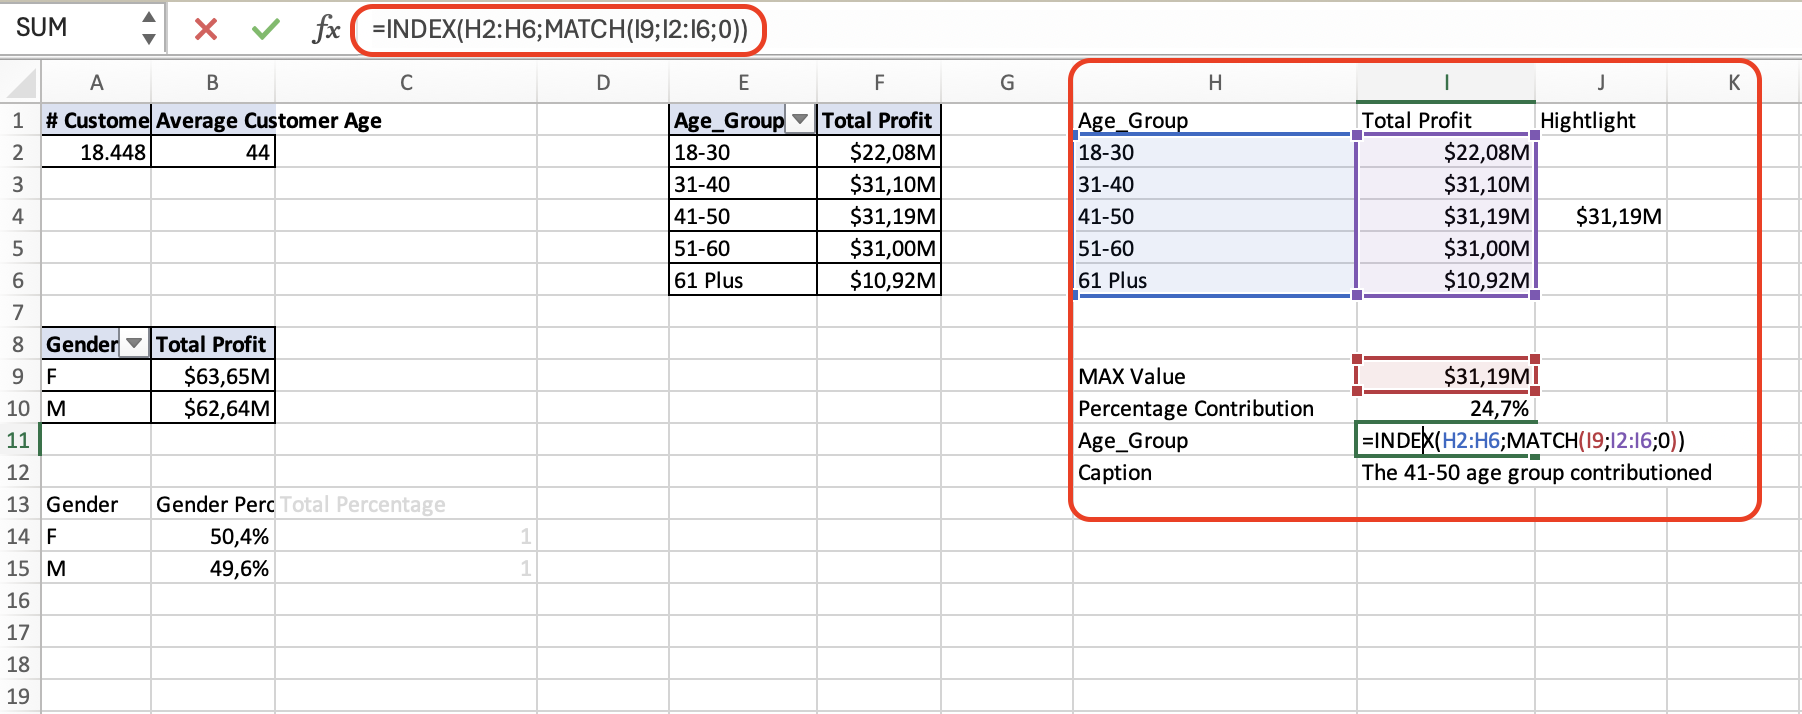 SUM fx =INDEX(H2:H6;MATCH(I9;I2:I6;0))
A B C D E F G H I J K
1 # Custome Average Customer Age Age_Group Total Profit Age_Group Total Profit Hightlight
2 18.448 44 18-30 $22,08M 18-30 $22,08M
3 31-40 $31,10M 31-40 $31,10M
4 41-50 $31,19M 41-50 $31,19M $31,19M
5 51-60 $31,00M 51-60 $31,00M
6 61 Plus $10,92M 61 Plus $10,92M
7
8 Gender Total Profit
9 F $63,65M MAX Value $31,19M
10 M $62,64M Percentage Contribution 24,7%
11 Age_Group =INDEX(H2:H6;MATCH(I9;I2:I6;0))
12 Caption The 41-50 age group contributioned
13 Gender Gender Perc Total Percentage
14 F 50,4% 1
15 M 49,6% 1
16
17
18
19